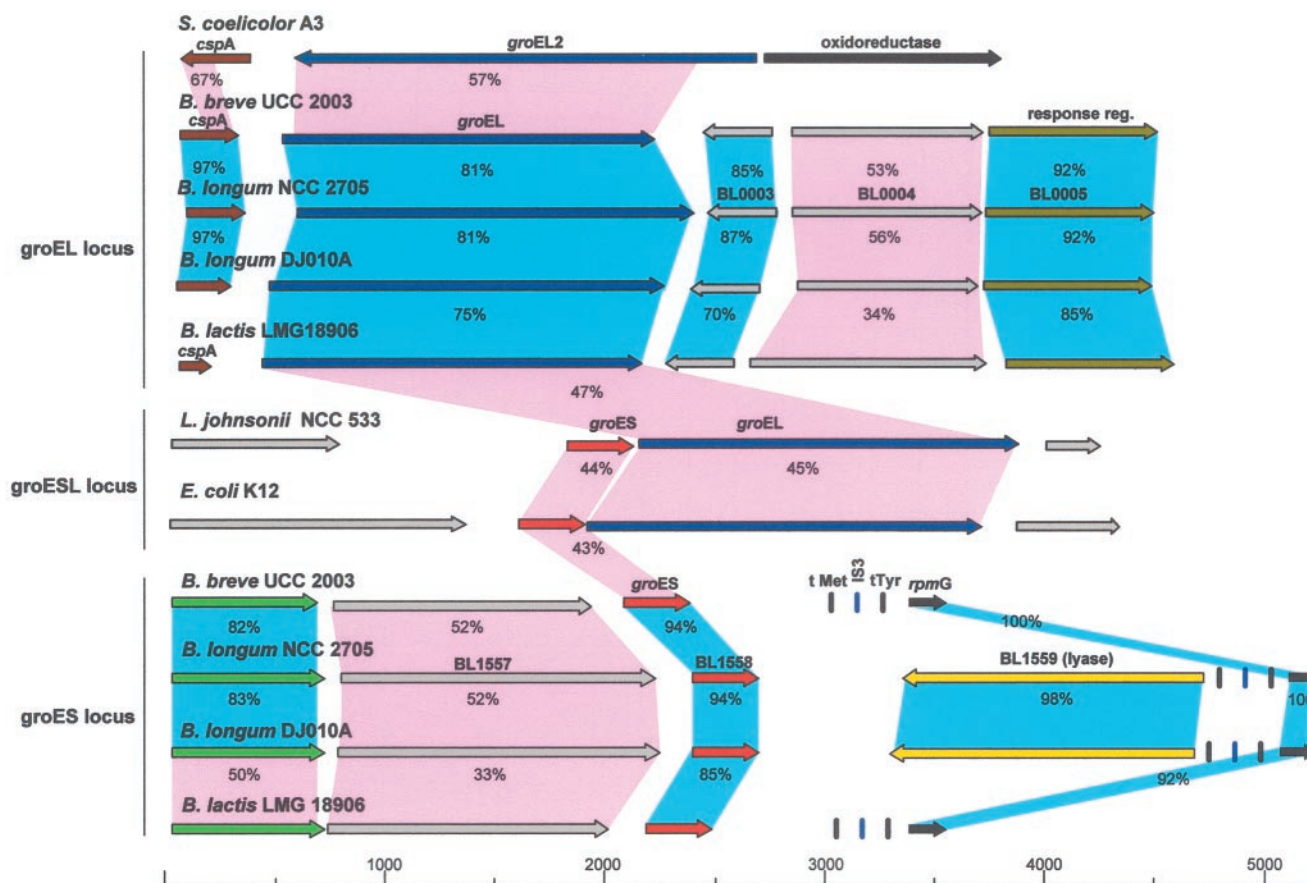 S. coelicolor A3
cspA groEL2 oxidoreductase
67% 57%
B. breve UCC 2003
cspA groEL response reg.
97% 81% 85% 53% 92%
B. longum NCC 2705 BL0003 BL0004 BL0005
groEL locus
97% 81% 87% 56% 92%
B. longum DJ010A
75% 70% 34% 85%
B. lactis LMG18906
cspA
47%
L. johnsonii NCC 533 groES groEL
44% 45%
groESL locus
E. coli K12
43%
B. breve UCC 2003 groES t Met IS3 tTyr rpmG
82% 52% 94% 100%
B. longum NCC 2705 BL1557 BL1558 BL1559 (lyase)
83% 52% 94% 98% 100
groES locus
B. longum DJ010A
50% 33% 85% 92%
B. lactis LMG 18906
1000 2000 3000 4000 5000